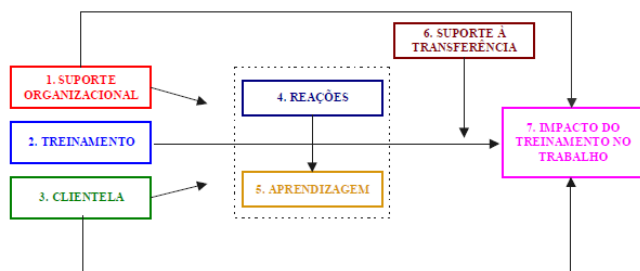 6. SUPORTE À
TRANSFERÊNCIA
1. SUPORTE
ORGANIZACIONAL
4. REAÇÕES
2. TREINAMENTO
7. IMPACTO DO
TREINAMENTO NO
TRABALHO
3. CLIENTELA
5. APRENDIZAGEM